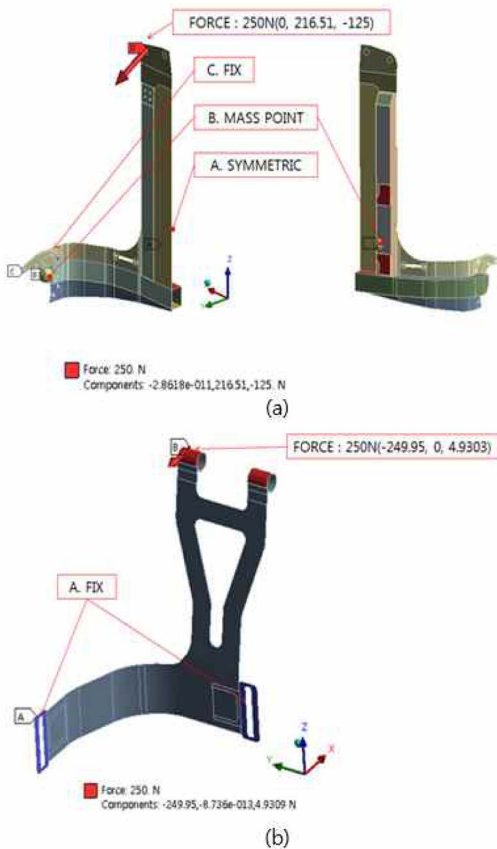 FORCE : 250N(0, 216.51, -125)
C. FIX
B. MASS POINT
A. SYMMETRIC
C
B
Z
Force: 250. N
Components: -2.8618e-011,216.51,-125. N
(a)
B
FORCE : 250N(-249.95, 0, 4.9303)
A. FIX
A
Z
Y
X
Force: 250. N
Components: -249.95,-8.736e-013,4.9309 N
(b)